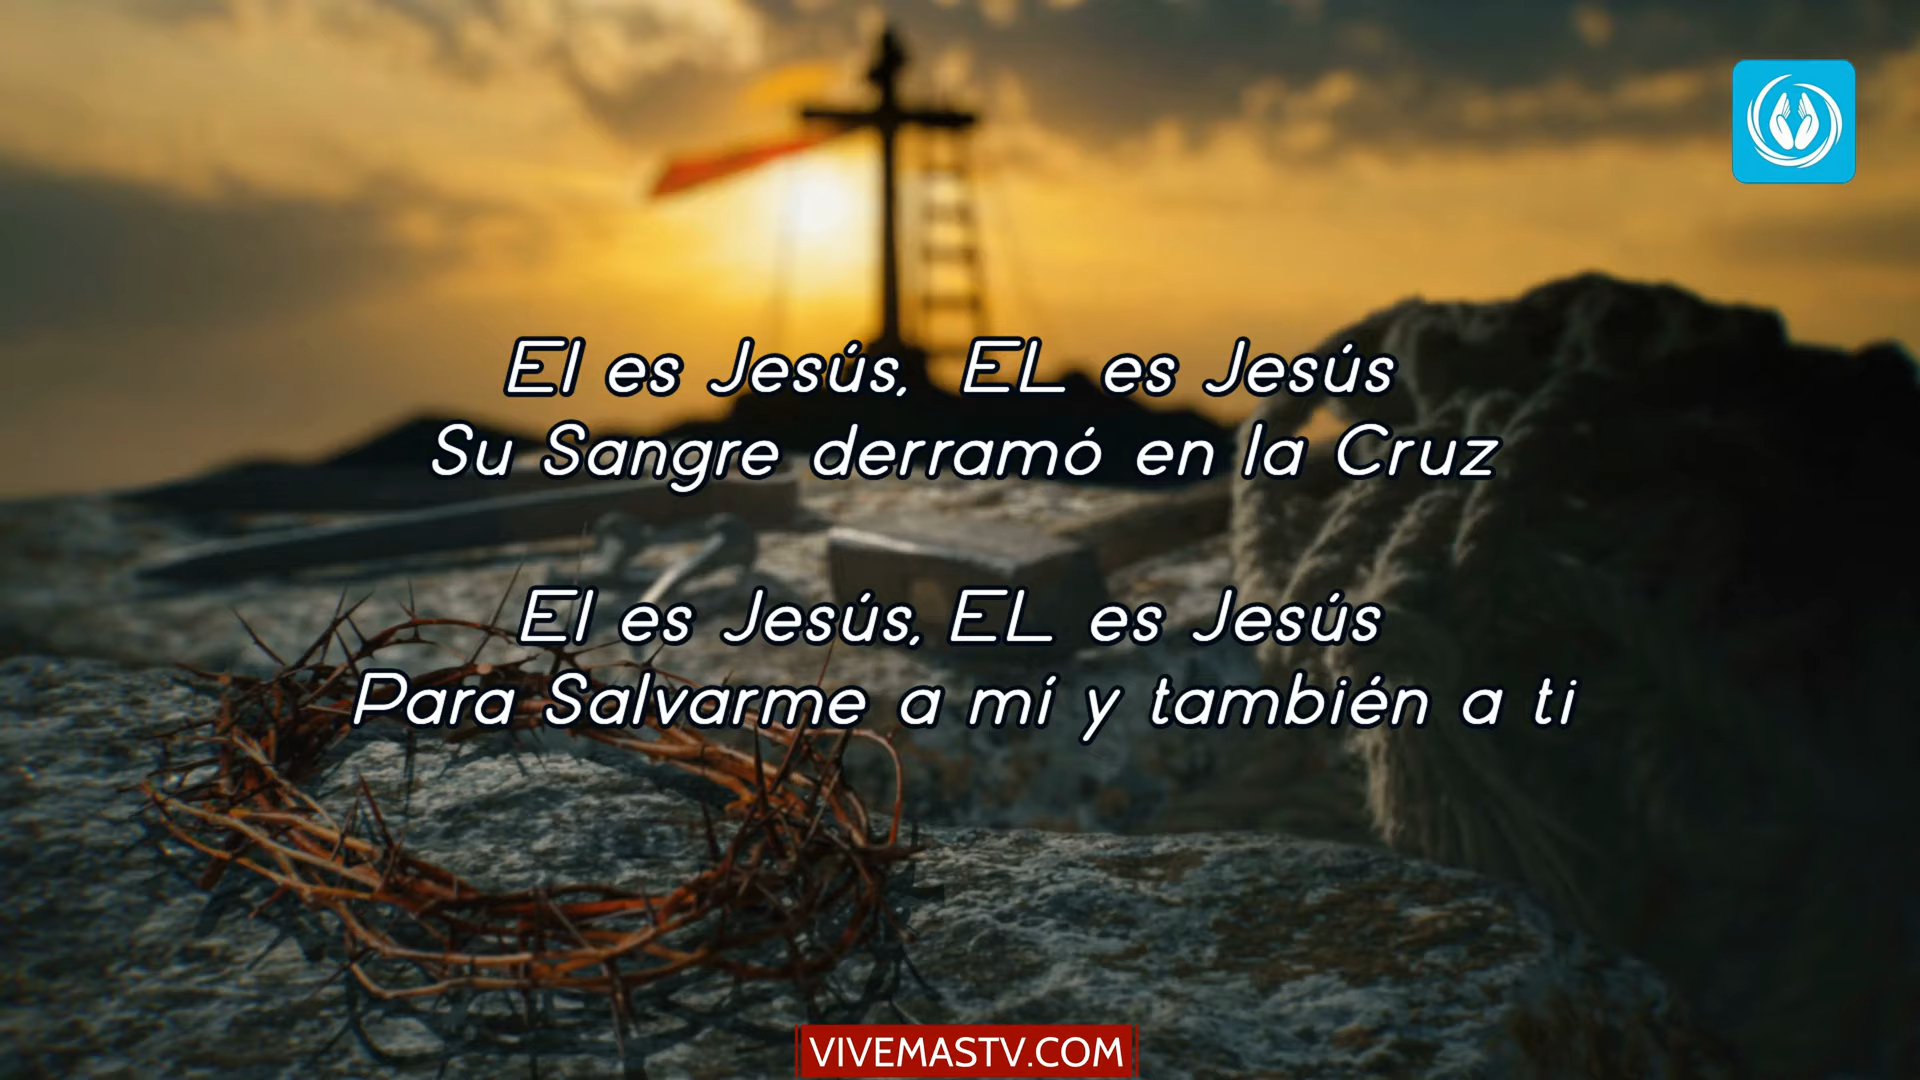 El es Jesús, EL es Jesús
Su Sangre derramó en la Cruz
El es Jesús, EL es Jesús
Para Salvarme a mí y también a ti
VIVEMASTV.COM